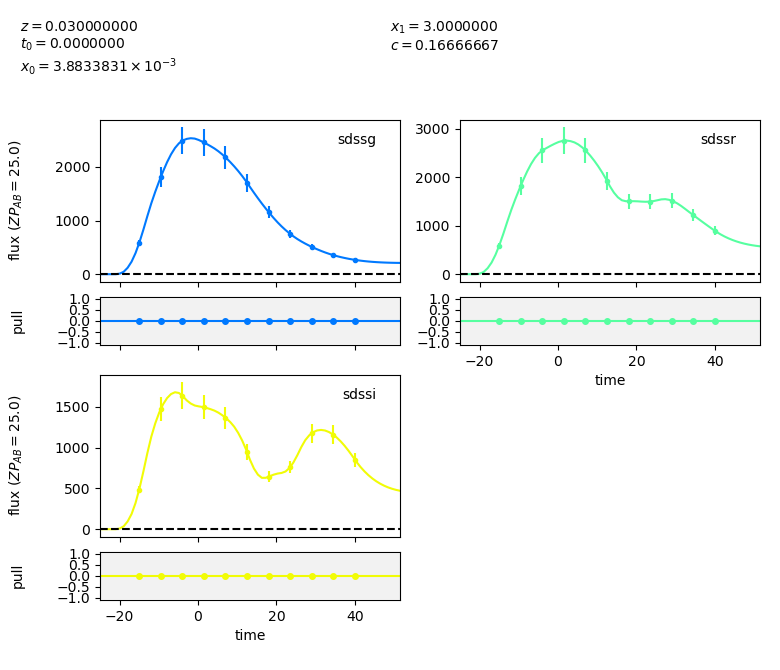 z = 0.030000000
t₀ = 0.0000000
x₀ = 3.8833831 × 10⁻³
x₁ = 3.0000000
c = 0.16666667
flux (ZP_AB = 25.0)
2000
1000
0
sdssg
3000
2000
1000
0
sdssr
pull
1.0
0.5
0.0
−0.5
−1.0
1.0
0.5
0.0
−0.5
−1.0
−20 0 20 40
time
flux (ZP_AB = 25.0)
1500
1000
500
0
sdssi
pull
1.0
0.5
0.0
−0.5
−1.0
−20 0 20 40
time